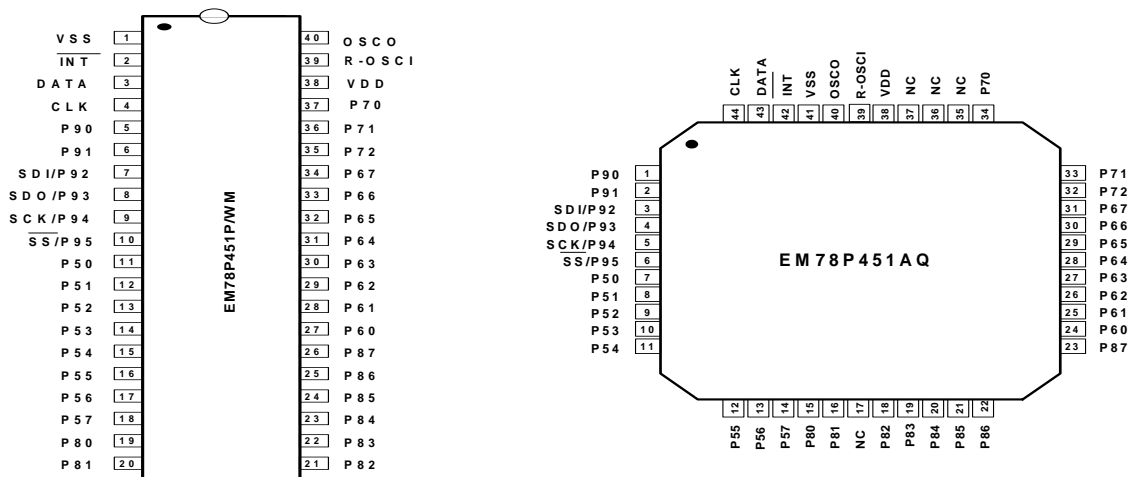 VSS 1 40 OSCO
INT 2 39 R-OSCI
DATA 3 38 VDD
CLK 4 37 P70
P90 5 36 P71
P91 6 35 P72
SDI/P92 7 34 P67
SDO/P93 8 33 P66
SCK/P94 9 32 P65
SS/P95 10 31 P64
P50 11 30 P63
P51 12 29 P62
P52 13 28 P61
P53 14 27 P60
P54 15 26 P87
P55 16 25 P86
P56 17 24 P85
P57 18 23 P84
P80 19 22 P83
P81 20 21 P82
EM78P451P/WM
CLK DATA INT VSS OSCO R-OSCI VDD NC NC NC P70
44 43 42 41 40 39 38 37 36 35 34
P90 1 33 P71
P91 2 32 P72
SDI/P92 3 31 P67
SDO/P93 4 30 P66
SCK/P94 5 29 P65
SS/P95 6 28 P64
P50 7 27 P63
P51 8 26 P62
P52 9 25 P61
P53 10 24 P60
P54 11 23 P87
EM78P451AQ
12 13 14 15 16 17 18 19 20 21 22
P55 P56 P57 P80 P81 NC P82 P83 P84 P85 P86